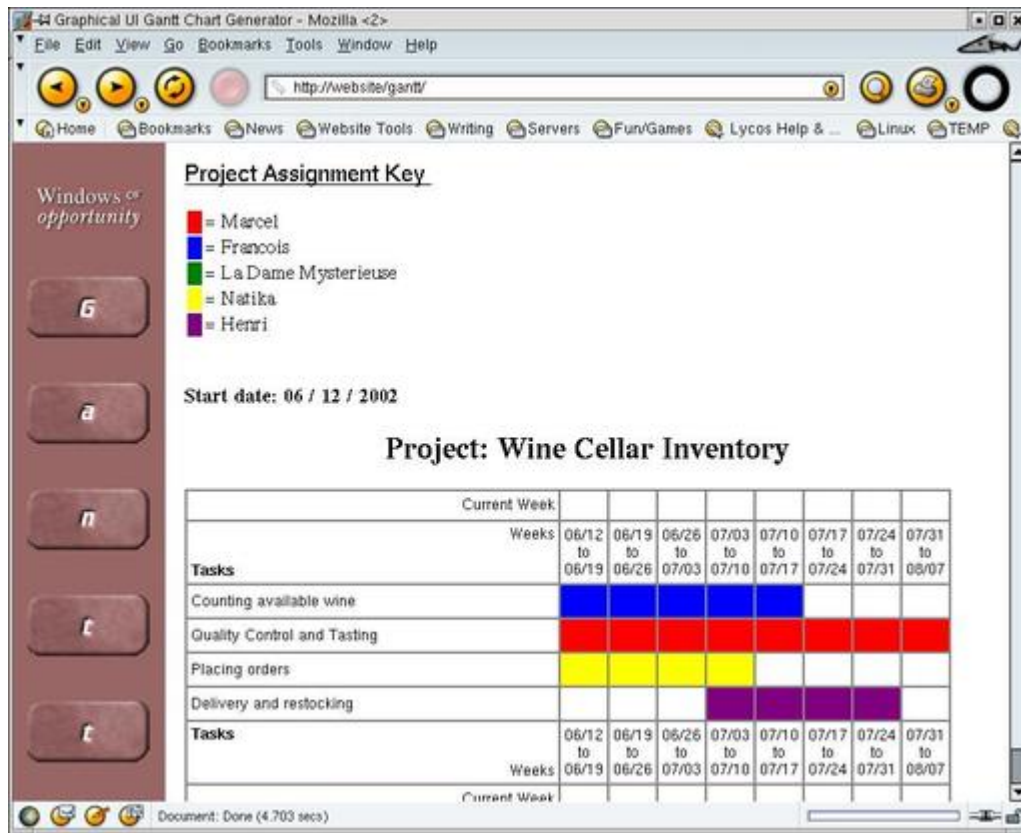 Graphical UI Gantt Chart Generator - Mozilla <2>
File Edit View Go Bookmarks Tools Window Help
http://website/gantt/
Home Bookmarks News Website Tools Writing Servers Fun/Games Lycos Help & ... Linux TEMP
Windows OF
opportunity
G
a
n
t
t
Project Assignment Key
= Marcel
= Francois
= La Dame Mysterieuse
= Natika
= Henri
Start date: 06 / 12 / 2002
Project: Wine Cellar Inventory
Current Week
Weeks 06/12 06/19 06/26 07/03 07/10 07/17 07/24 07/31
to to to to to to to to
Tasks 06/19 06/26 07/03 07/10 07/17 07/24 07/31 08/07
Counting available wine
Quality Control and Tasting
Placing orders
Delivery and restocking
Tasks 06/12 06/19 06/26 07/03 07/10 07/17 07/24 07/31
to to to to to to to to
Weeks 06/19 06/26 07/03 07/10 07/17 07/24 07/31 08/07
Current Week
Document: Done (4.703 secs)